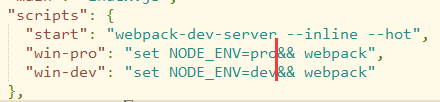 "scripts": {
"start": "webpack-dev-server --inline --hot",
"win-pro": "set NODE_ENV=pro&& webpack",
"win-dev": "set NODE_ENV=dev&& webpack"
},